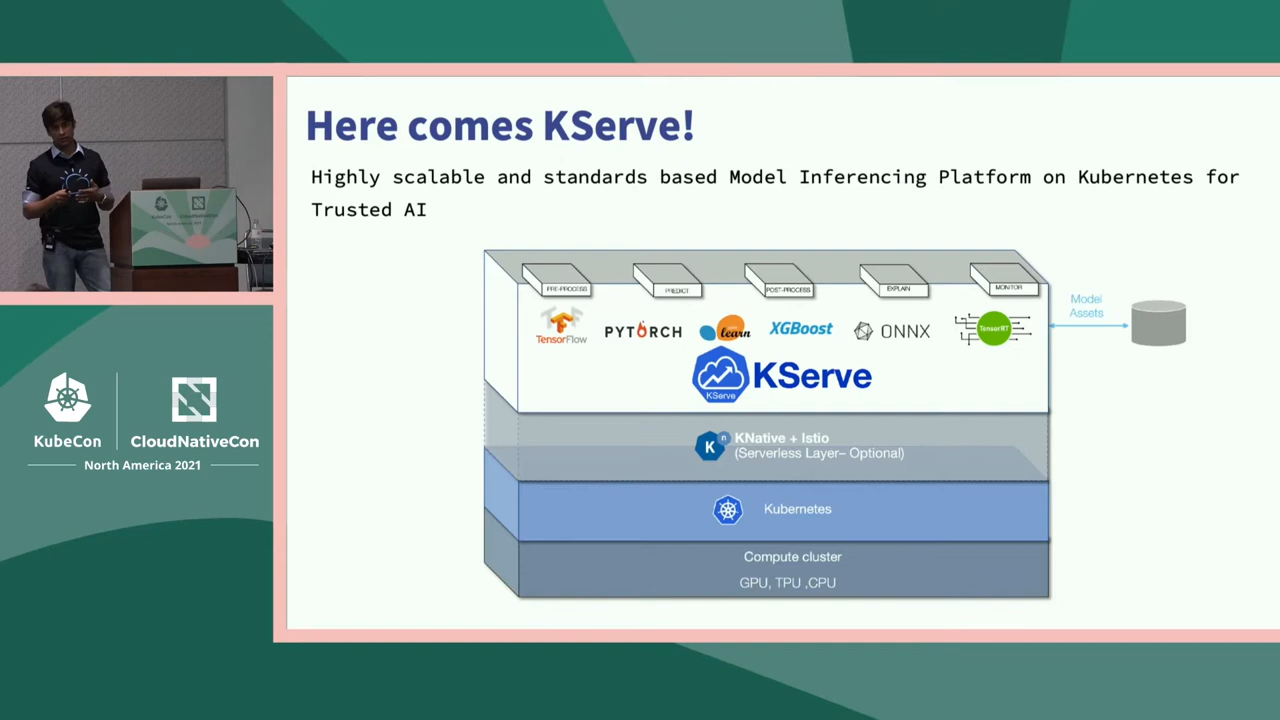 Here comes KServe!
Highly scalable and standards based Model Inferencing Platform on Kubernetes for
Trusted AI
PRE-PROCESS
PREDICT
POST-PROCESS
EXPLAIN
MONITOR
TensorFlow
PYTORCH
learn
XGBoost
ONNX
TensorRT
Model
Assets
KServe
KServe
K
n
KNative + Istio
(Serverless Layer– Optional)
Kubernetes
Compute cluster
GPU, TPU ,CPU
KubeCon
CloudNativeCon
North America 2021
KubeCon
CloudNativeCon